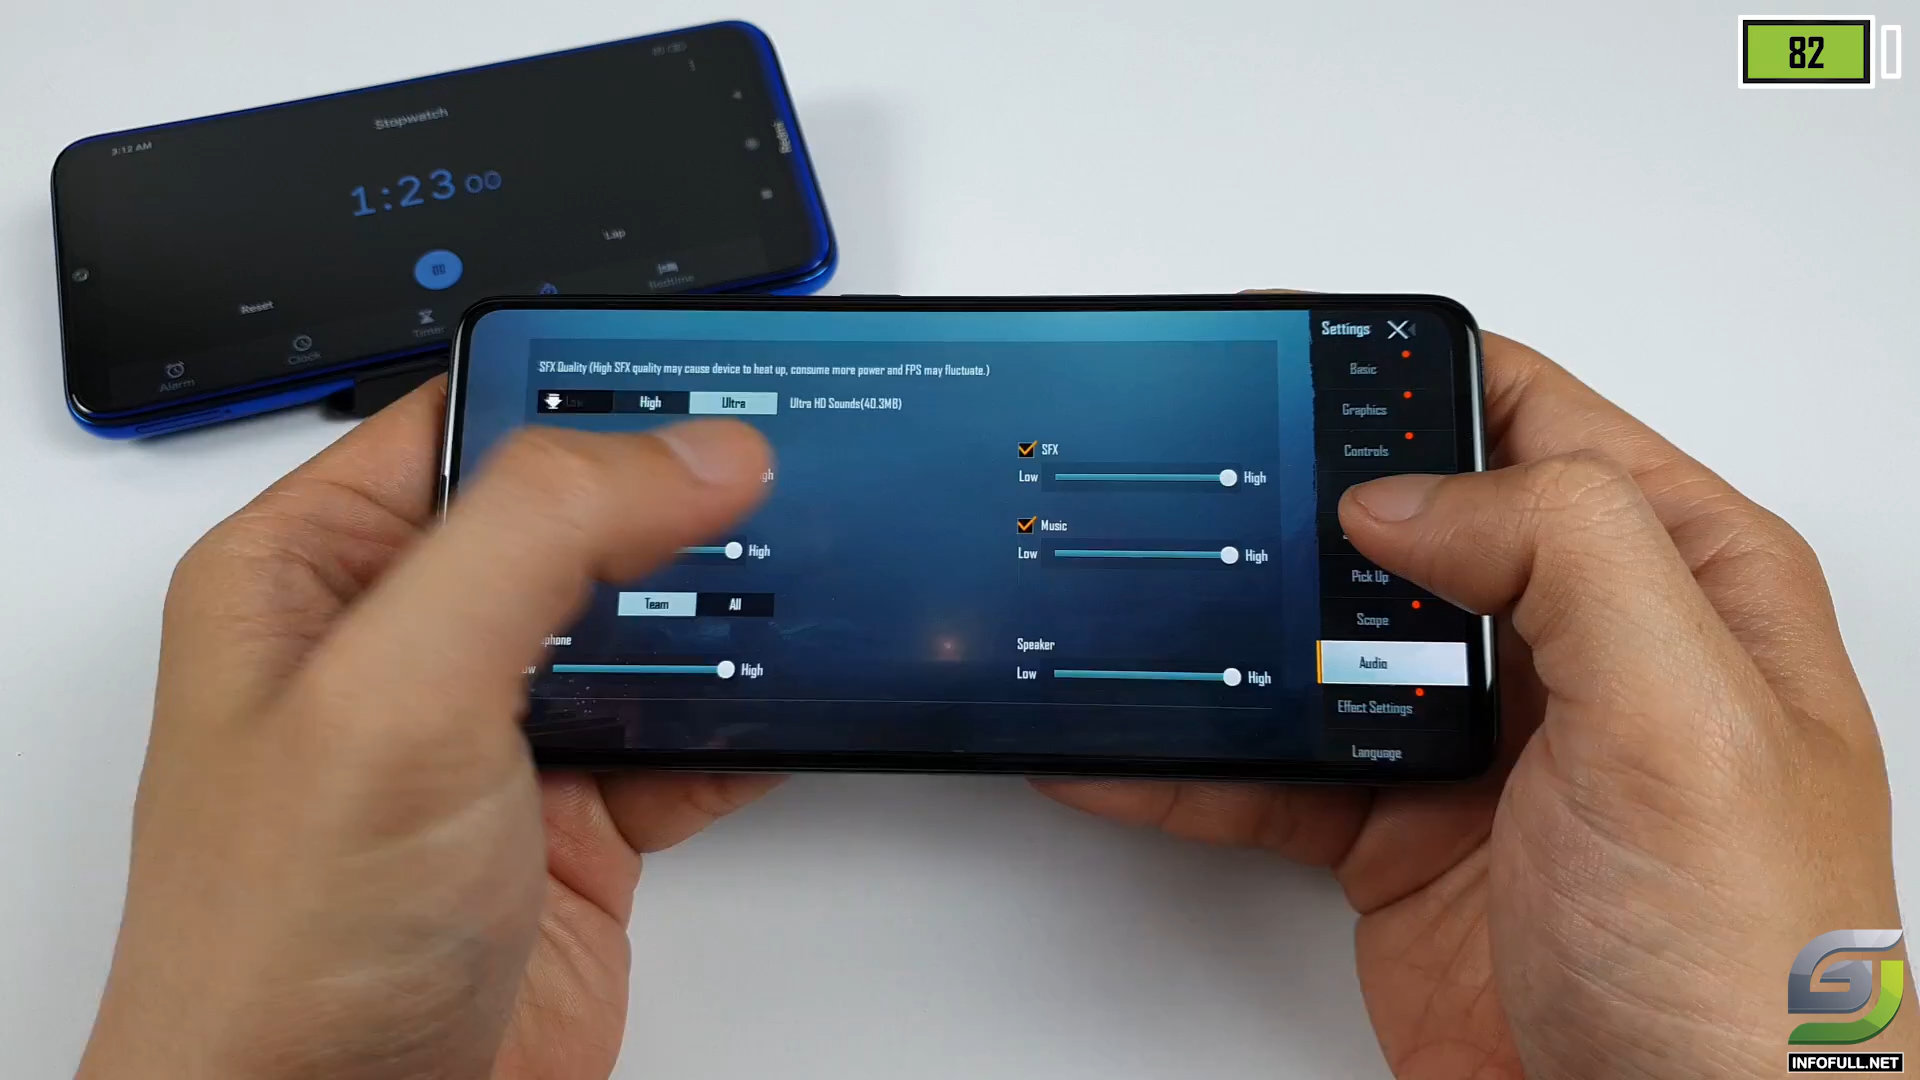 82
Stopwatch
3:12 AM
1:23 00
Lap
Reset
Bedtime
Timer
Clock
Alarm
Settings
SFX Quality (High SFX quality may cause device to heat up, consume more power and FPS may fluctuate.)
Low High Ultra Ultra HD Sounds(40.3MB)
SFX
Low High
Music
High Low High
Team All
phone
Speaker
High Low High
Basic
Graphics
Controls
Pick Up
Scope
Audio
Effect Settings
Language
INFOFULL.NET